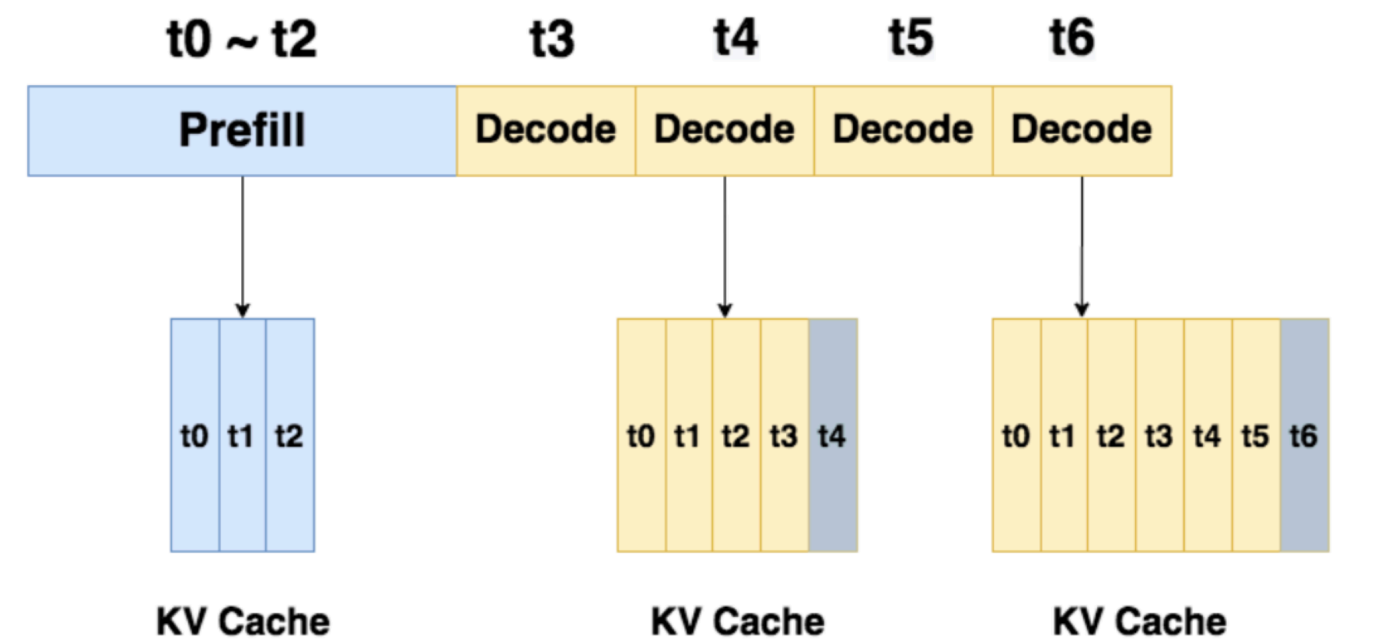 t0 ~ t2 t3 t4 t5 t6
Prefill Decode Decode Decode Decode
t0 t1 t2 t0 t1 t2 t3 t4 t0 t1 t2 t3 t4 t5 t6
KV Cache KV Cache KV Cache